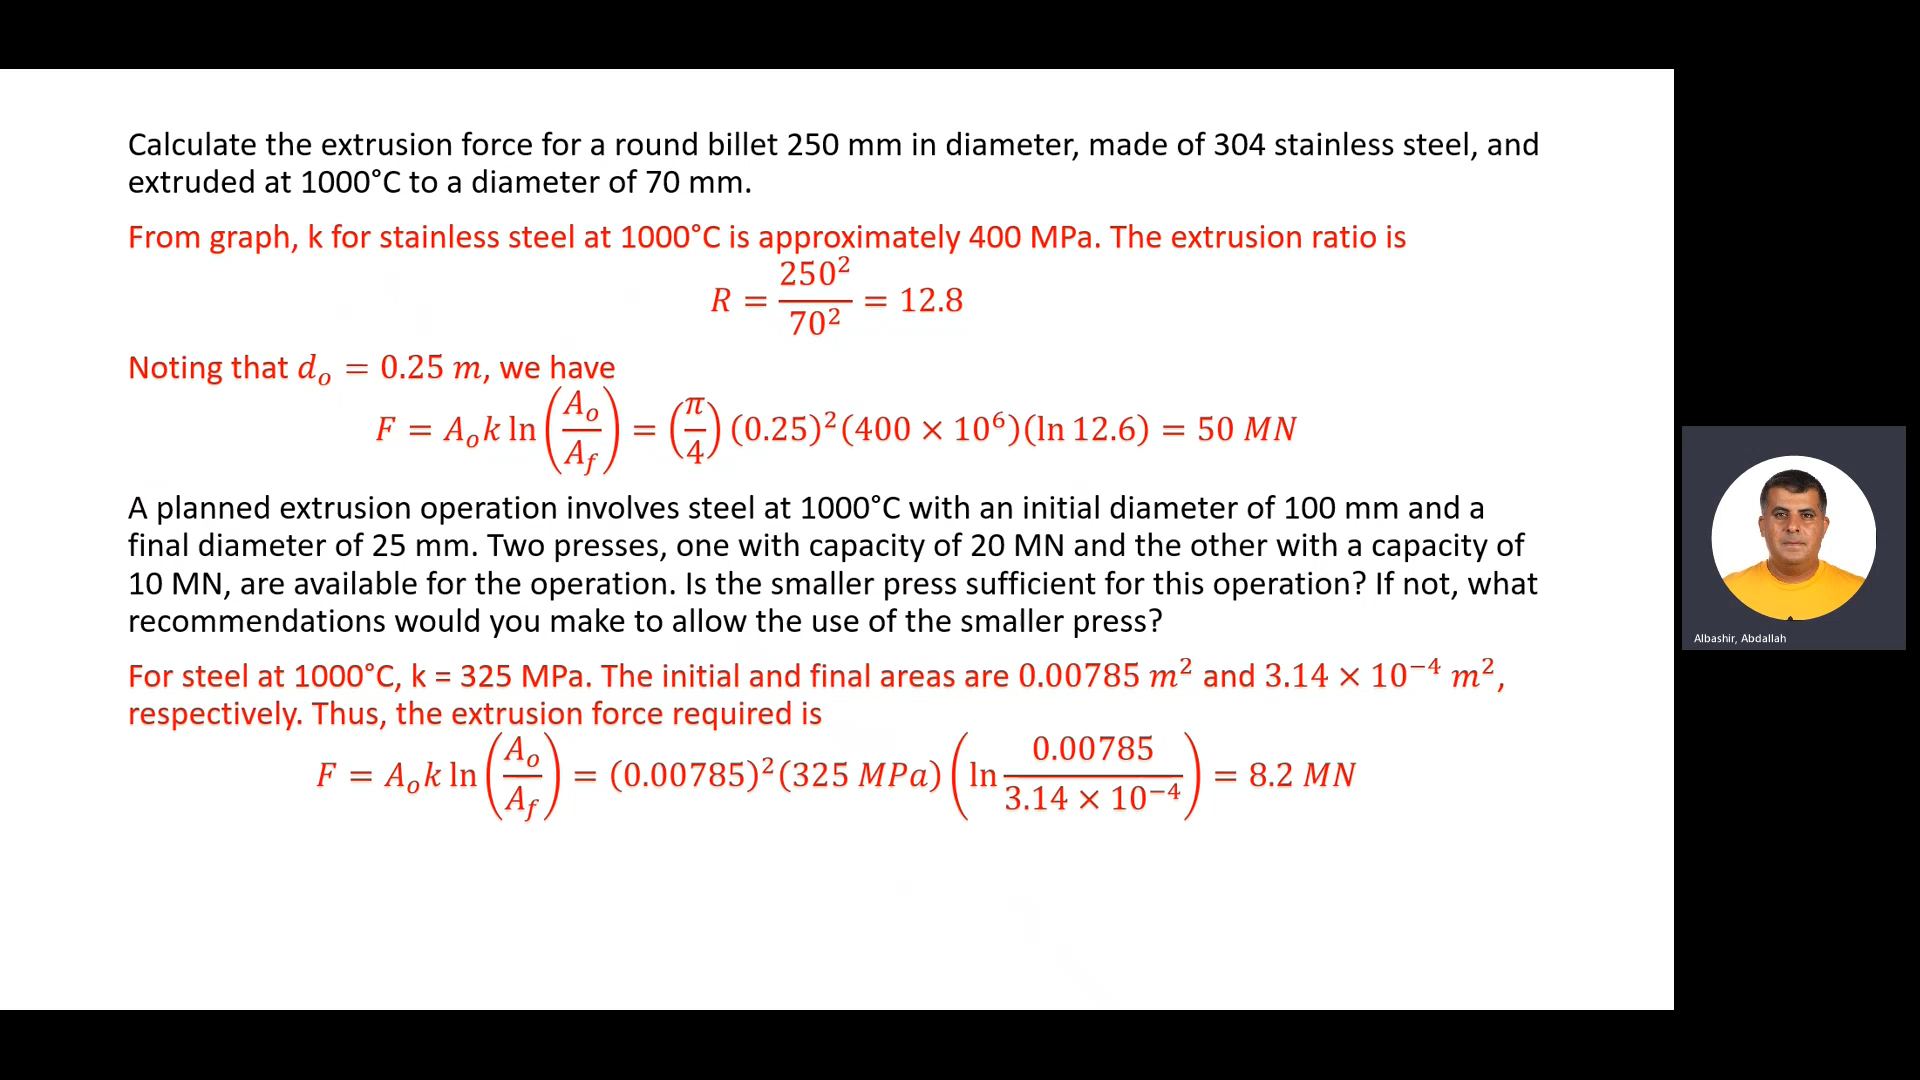 Calculate the extrusion force for a round billet 250 mm in diameter, made of 304 stainless steel, and
extruded at 1000°C to a diameter of 70 mm.
From graph, k for stainless steel at 1000°C is approximately 400 MPa. The extrusion ratio is
R = 250² / 70² = 12.8
Noting that dₒ = 0.25 m, we have
F = Aₒk ln(Aₒ/A_f) = (π/4)(0.25)²(400 × 10⁶)(ln 12.6) = 50 MN
A planned extrusion operation involves steel at 1000°C with an initial diameter of 100 mm and a
final diameter of 25 mm. Two presses, one with capacity of 20 MN and the other with a capacity of
10 MN, are available for the operation. Is the smaller press sufficient for this operation? If not, what
recommendations would you make to allow the use of the smaller press?
For steel at 1000°C, k = 325 MPa. The initial and final areas are 0.00785 m² and 3.14 × 10⁻⁴ m²,
respectively. Thus, the extrusion force required is
F = Aₒk ln(Aₒ/A_f) = (0.00785)²(325 MPa)(ln 0.00785 / 3.14 × 10⁻⁴) = 8.2 MN
Albashir, Abdallah